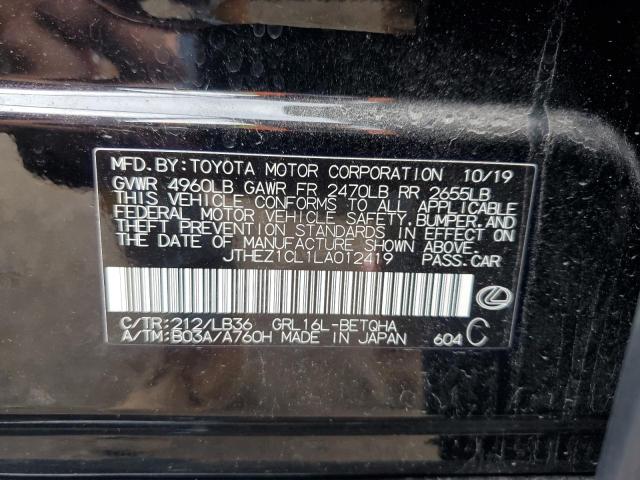 MFD. BY: TOYOTA MOTOR CORPORATION 10/19
GVWR 4960LB GAWR FR 2470LB RR 2655LB
THIS VEHICLE CONFORMS TO ALL APPLICABLE
FEDERAL MOTOR VEHICLE SAFETY, BUMPER, AND
THEFT PREVENTION STANDARDS IN EFFECT ON
THE DATE OF MANUFACTURE SHOWN ABOVE.
JTHEZ1CL1LA012419 PASS.CAR
C/TR:212/LB36 GRL16L-BETQHA
A/TM:B03A/A760H MADE IN JAPAN 604 C